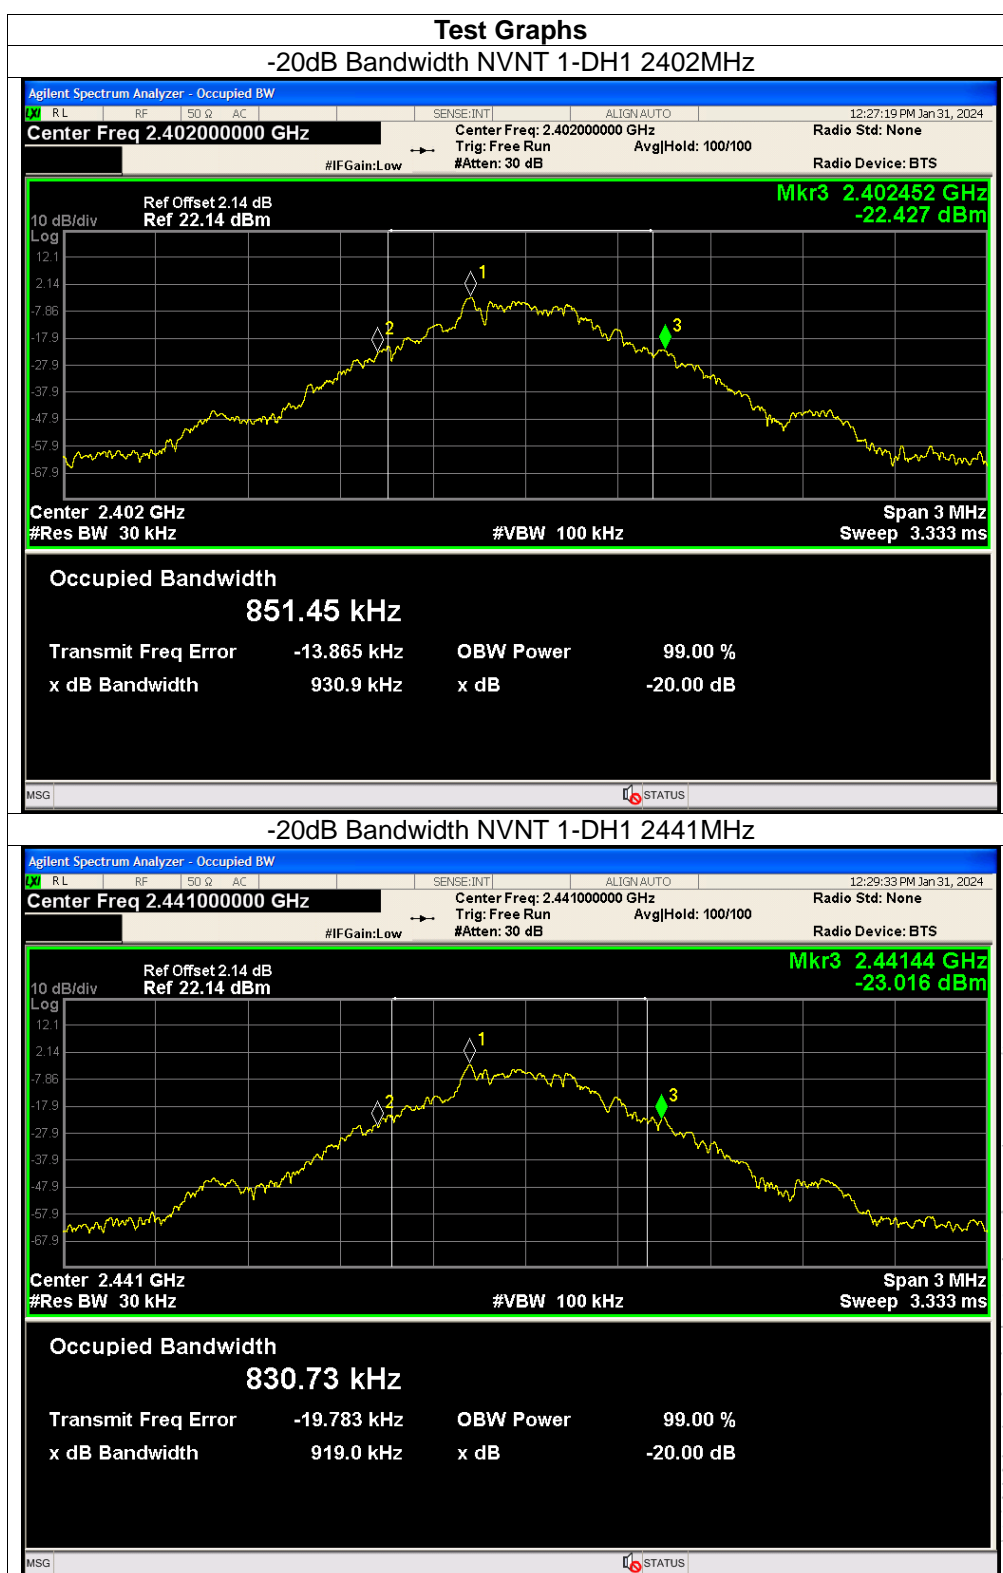 Test Graphs
-20dB Bandwidth NVNT 1-DH1 2402MHz
Agilent Spectrum Analyzer - Occupied BW
LXI RL RF 50 Ω AC SENSE:INT ALIGN AUTO 12:27:19 PM Jan 31, 2024
Center Freq 2.402000000 GHz Center Freq: 2.402000000 GHz Radio Std: None
Trig: Free Run Avg|Hold: 100/100
#IFGain:Low #Atten: 30 dB Radio Device: BTS
Mkr3 2.402452 GHz
Ref Offset 2.14 dB
10 dB/div Ref 22.14 dBm -22.427 dBm
Log
12.1
2.14
-7.86
-17.9
-27.9
-37.9
-47.9
-57.9
-67.9
1
2
3
Center 2.402 GHz Span 3 MHz
#Res BW 30 kHz #VBW 100 kHz Sweep 3.333 ms
Occupied Bandwidth
851.45 kHz
Transmit Freq Error -13.865 kHz OBW Power 99.00 %
x dB Bandwidth 930.9 kHz x dB -20.00 dB
MSG STATUS
-20dB Bandwidth NVNT 1-DH1 2441MHz
Agilent Spectrum Analyzer - Occupied BW
LXI RL RF 50 Ω AC SENSE:INT ALIGN AUTO 12:29:33 PM Jan 31, 2024
Center Freq 2.441000000 GHz Center Freq: 2.441000000 GHz Radio Std: None
Trig: Free Run Avg|Hold: 100/100
#IFGain:Low #Atten: 30 dB Radio Device: BTS
Mkr3 2.44144 GHz
Ref Offset 2.14 dB
10 dB/div Ref 22.14 dBm -23.016 dBm
Log
12.1
2.14
-7.86
-17.9
-27.9
-37.9
-47.9
-57.9
-67.9
1
2
3
Center 2.441 GHz Span 3 MHz
#Res BW 30 kHz #VBW 100 kHz Sweep 3.333 ms
Occupied Bandwidth
830.73 kHz
Transmit Freq Error -19.783 kHz OBW Power 99.00 %
x dB Bandwidth 919.0 kHz x dB -20.00 dB
MSG STATUS